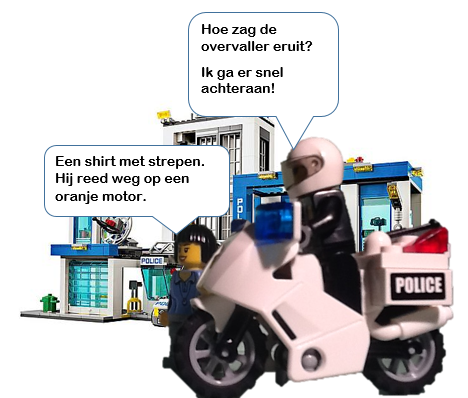 Hoe zag de
overvaller eruit?
Ik ga er snel
achteraan!
Een shirt met strepen.
Hij reed weg op een
oranje motor.
POL
POLICE
POLICE